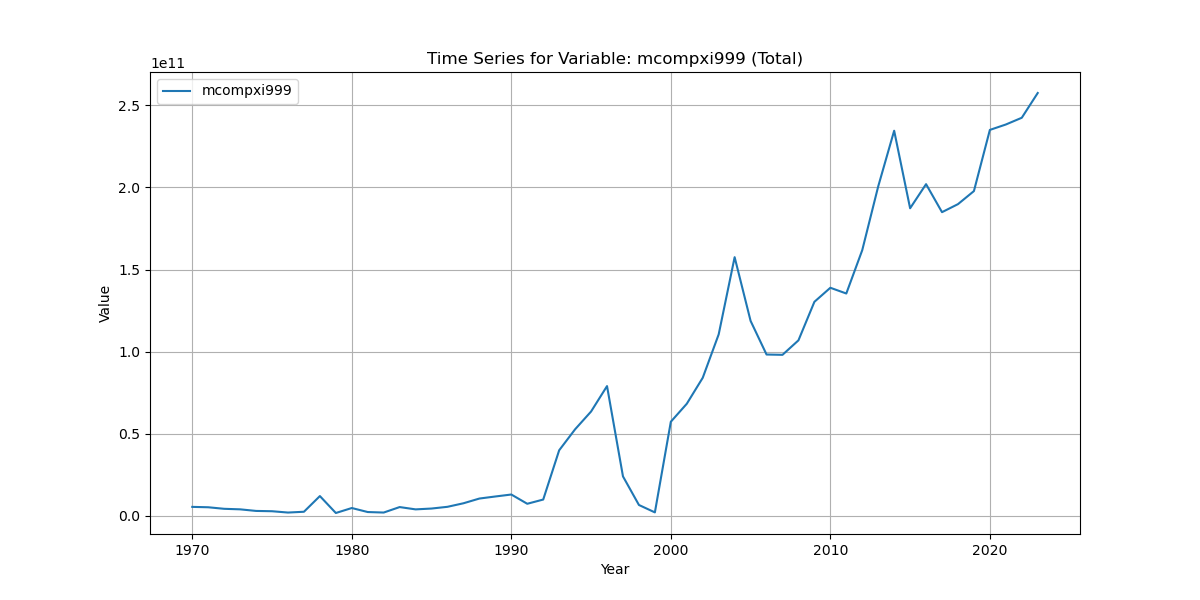 Time Series for Variable: mcompxi999 (Total)
1e11
mcompxi999
2.5
2.0
1.5
1.0
0.5
0.0
Value
1970 1980 1990 2000 2010 2020
Year